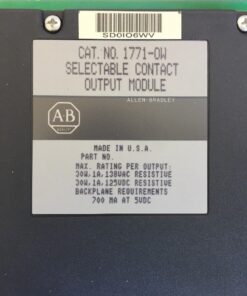 SD0IO6WV
CAT. NO. 1771-OW
SELECTABLE CONTACT
OUTPUT MODULE
ALLEN-BRADLEY
AB
MADE IN U.S.A.
PART NO.
MAX. RATING PER OUTPUT:
30W,1A,138VAC RESISTIVE
30W,1A,125VDC RESISTIVE
BACKPLANE REQUIREMENTS
700 MA AT 5VDC